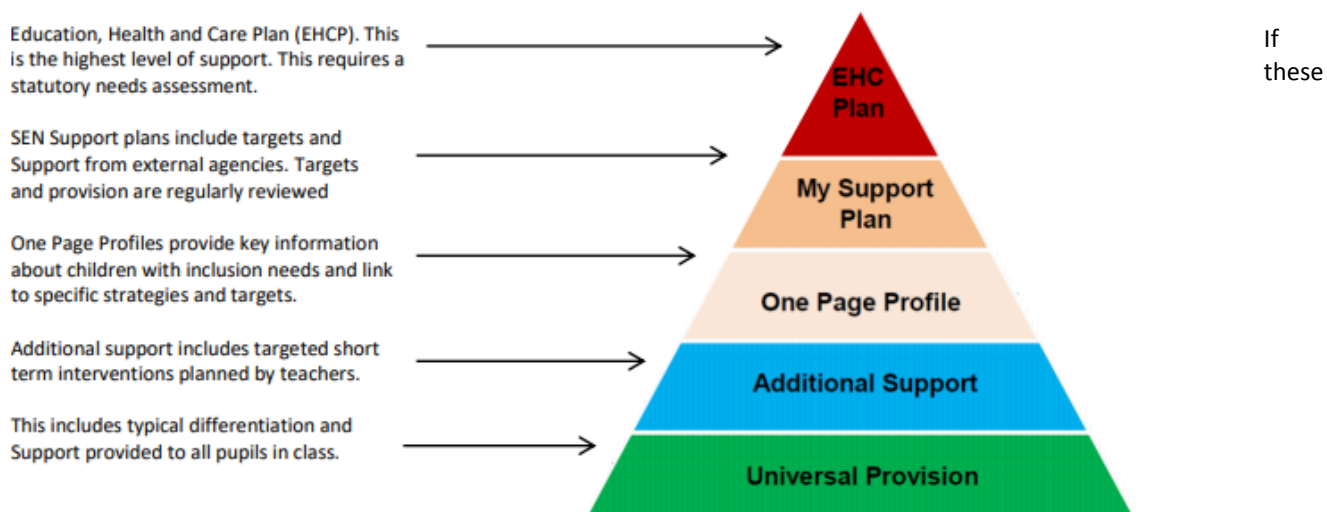 Education, Health and Care Plan (EHCP). This
is the highest level of support. This requires a
statutory needs assessment.
EHC
Plan
If
these
SEN Support plans include targets and
Support from external agencies. Targets
and provision are regularly reviewed
My Support
Plan
One Page Profiles provide key information
about children with inclusion needs and link
to specific strategies and targets.
One Page Profile
Additional support includes targeted short
term interventions planned by teachers.
Additional Support
This includes typical differentiation and
Support provided to all pupils in class.
Universal Provision